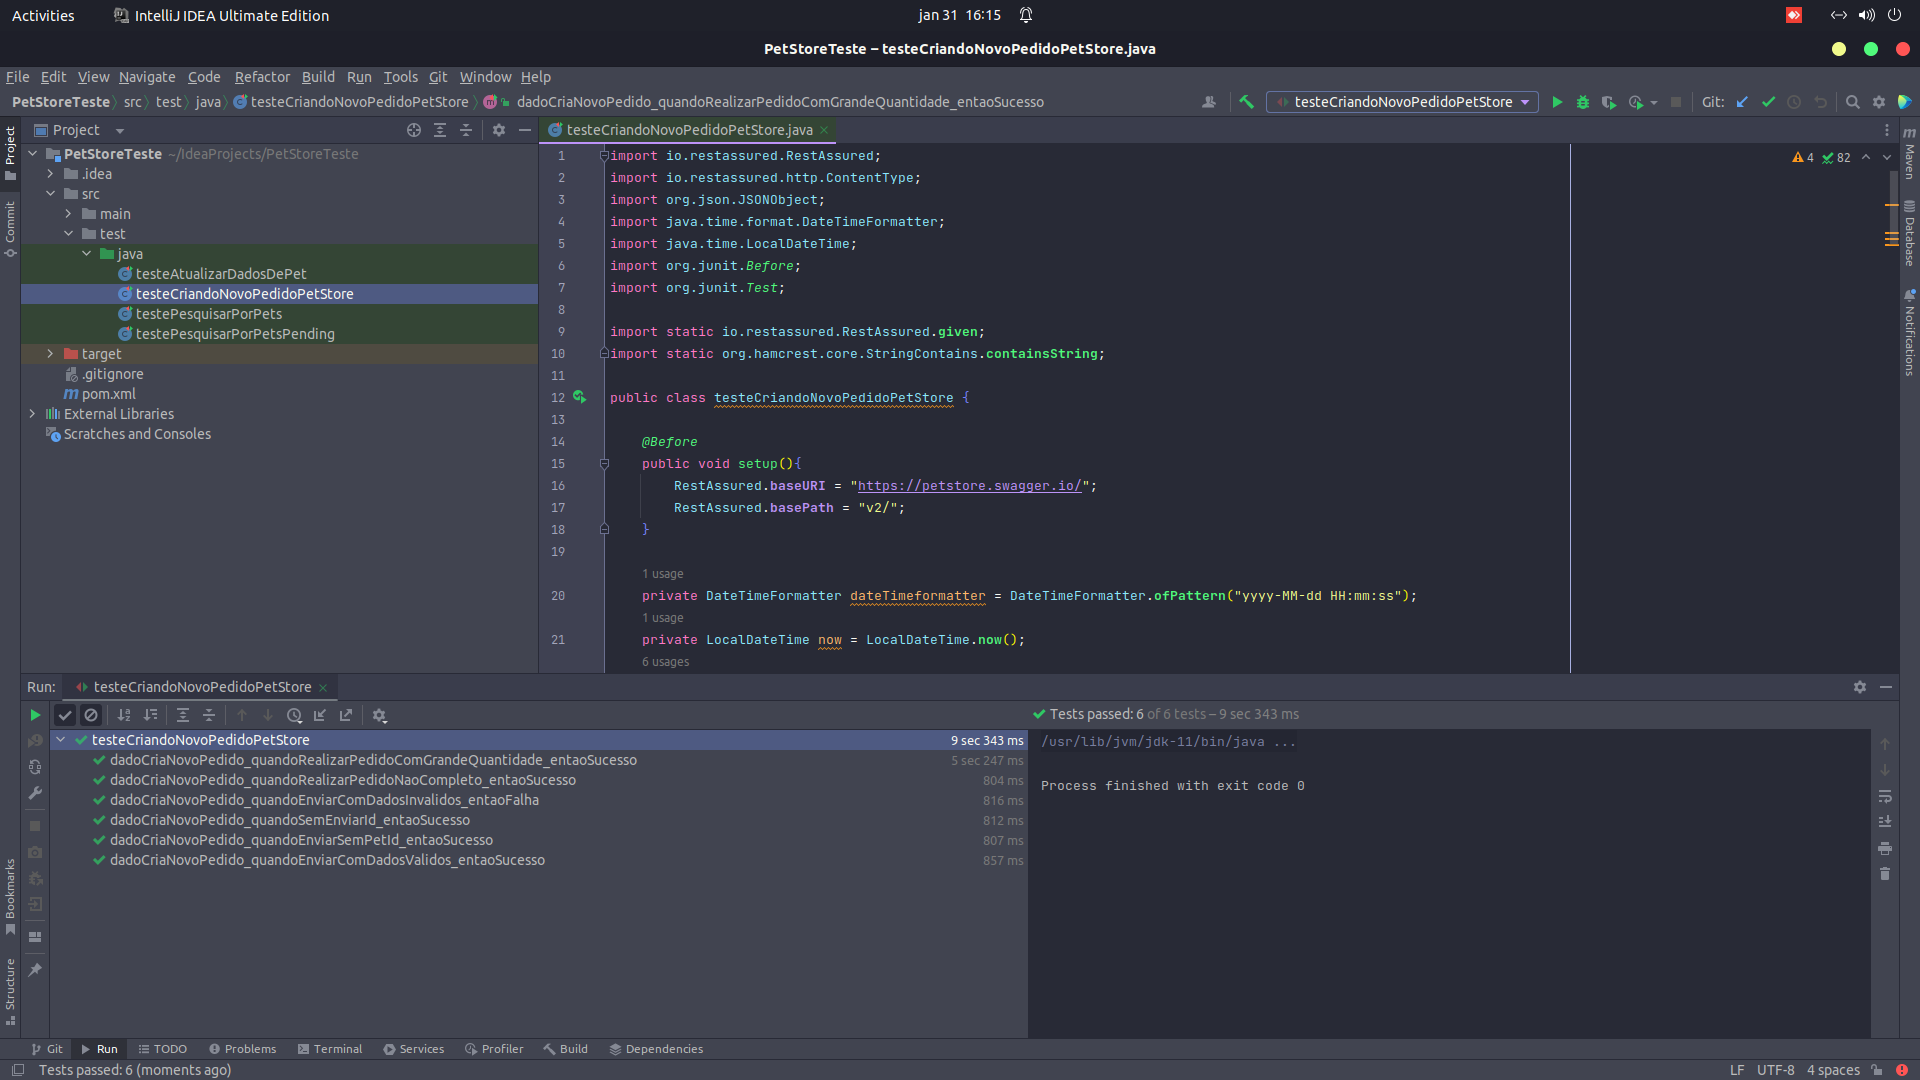 Activities IntelliJ IDEA Ultimate Edition jan 31 16:15
PetStoreTeste – testeCriandoNovoPedidoPetStore.java
File Edit View Navigate Code Refactor Build Run Tools Git Window Help
PetStoreTeste src test java testeCriandoNovoPedidoPetStore dadoCriaNovoPedido_quandoRealizarPedidoComGrandeQuantidade_entaoSucesso testeCriandoNovoPedidoPetStore Git:
Project
testeCriandoNovoPedidoPetStore.java
PetStoreTeste ~/IdeaProjects/PetStoreTeste
.idea
src
main
test
java
testeAtualizarDadosDePet
testeCriandoNovoPedidoPetStore
testePesquisarPorPets
testePesquisarPorPetsPending
target
.gitignore
pom.xml
External Libraries
Scratches and Consoles
Project
Commit
Bookmarks
Structure
4 82
1 import io.restassured.RestAssured;
2 import io.restassured.http.ContentType;
3 import org.json.JSONObject;
4 import java.time.format.DateTimeFormatter;
5 import java.time.LocalDateTime;
6 import org.junit.Before;
7 import org.junit.Test;
8
9 import static io.restassured.RestAssured.given;
10 import static org.hamcrest.core.StringContains.containsString;
11
12 public class testeCriandoNovoPedidoPetStore {
13
14 @Before
15 public void setup(){
16 RestAssured.baseURI = "https://petstore.swagger.io/";
17 RestAssured.basePath = "v2/";
18 }
19
1 usage
20 private DateTimeFormatter dateTimeformatter = DateTimeFormatter.ofPattern("yyyy-MM-dd HH:mm:ss");
1 usage
21 private LocalDateTime now = LocalDateTime.now();
6 usages
m Maven
Database
Notifications
Run: testeCriandoNovoPedidoPetStore
Tests passed: 6 of 6 tests – 9 sec 343 ms
testeCriandoNovoPedidoPetStore 9 sec 343 ms
dadoCriaNovoPedido_quandoRealizarPedidoComGrandeQuantidade_entaoSucesso 5 sec 247 ms
dadoCriaNovoPedido_quandoRealizarPedidoNaoCompleto_entaoSucesso 804 ms
dadoCriaNovoPedido_quandoEnviarComDadosInvalidos_entaoFalha 816 ms
dadoCriaNovoPedido_quandoSemEnviarId_entaoSucesso 812 ms
dadoCriaNovoPedido_quandoEnviarSemPetId_entaoSucesso 807 ms
dadoCriaNovoPedido_quandoEnviarComDadosValidos_entaoSucesso 857 ms
/usr/lib/jvm/jdk-11/bin/java ...
Process finished with exit code 0
Git Run TODO Problems Terminal Services Profiler Build Dependencies
Tests passed: 6 (moments ago) LF UTF-8 4 spaces